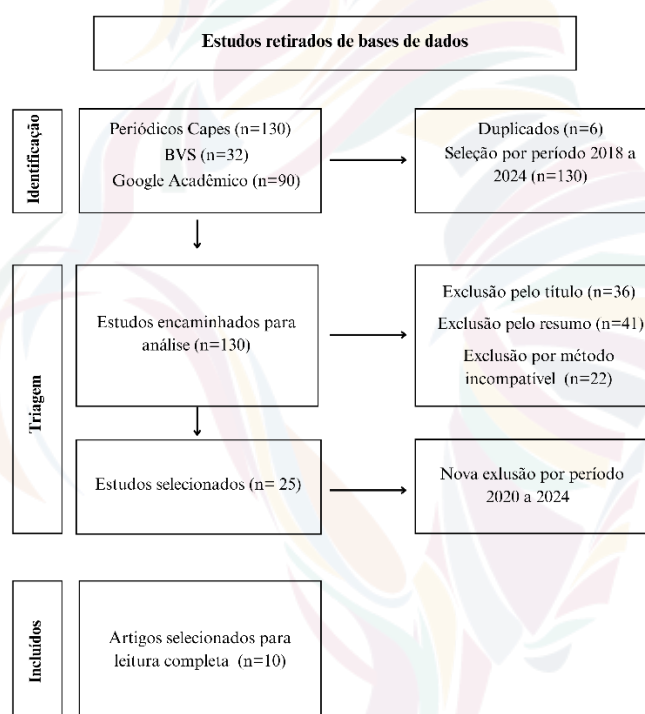 Estudos retirados de bases de dados
Identificação
Periódicos Capes (n=130)
BVS (n=32)
Google Acadêmico (n=90)
Duplicados (n=6)
Seleção por período 2018 a
2024 (n=130)
Triagem
Estudos encaminhados para
análise (n=130)
Exclusão pelo título (n=36)
Exclusão pelo resumo (n=41)
Exclusão por método
incompatível (n=22)
Estudos selecionados (n= 25)
Nova exlusão por período
2020 a 2024
Incluídos
Artigos selecionados para
leitura completa (n=10)